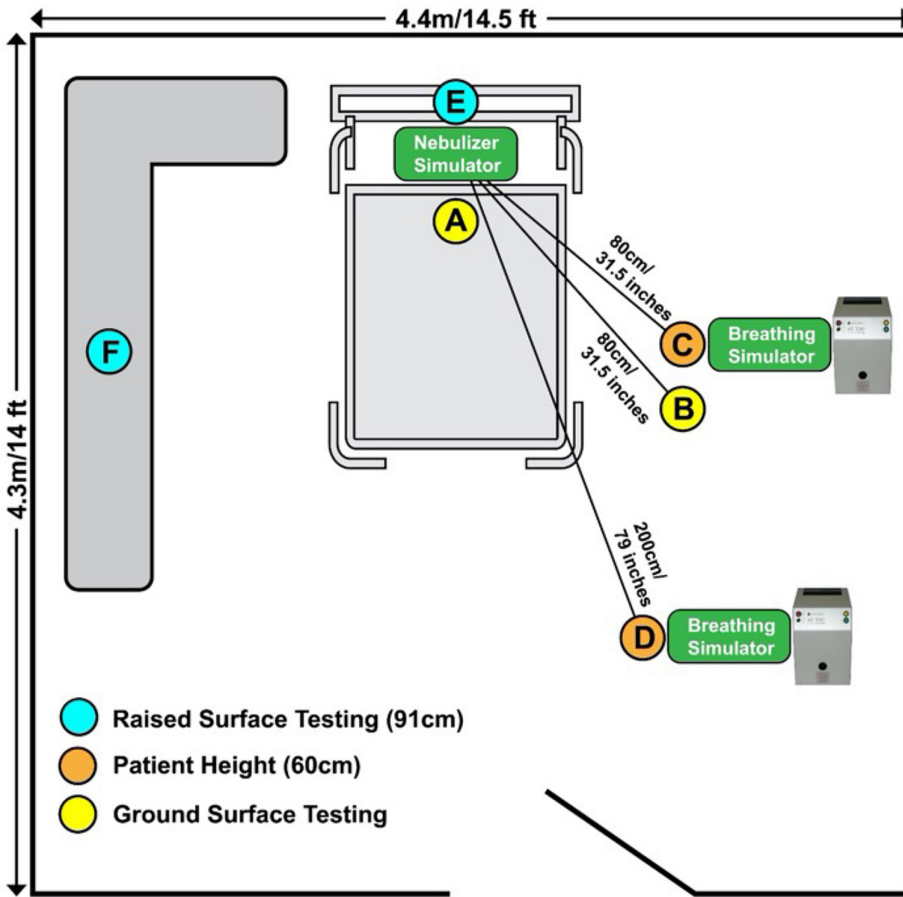 4.4m/14.5 ft
4.3m/14 ft
E
Nebulizer
Simulator
A
80cm/
31.5 inches
C
Breathing
Simulator
F
80cm/
31.5 inches
B
200cm/
79 inches
D
Breathing
Simulator
Raised Surface Testing (91cm)
Patient Height (60cm)
Ground Surface Testing